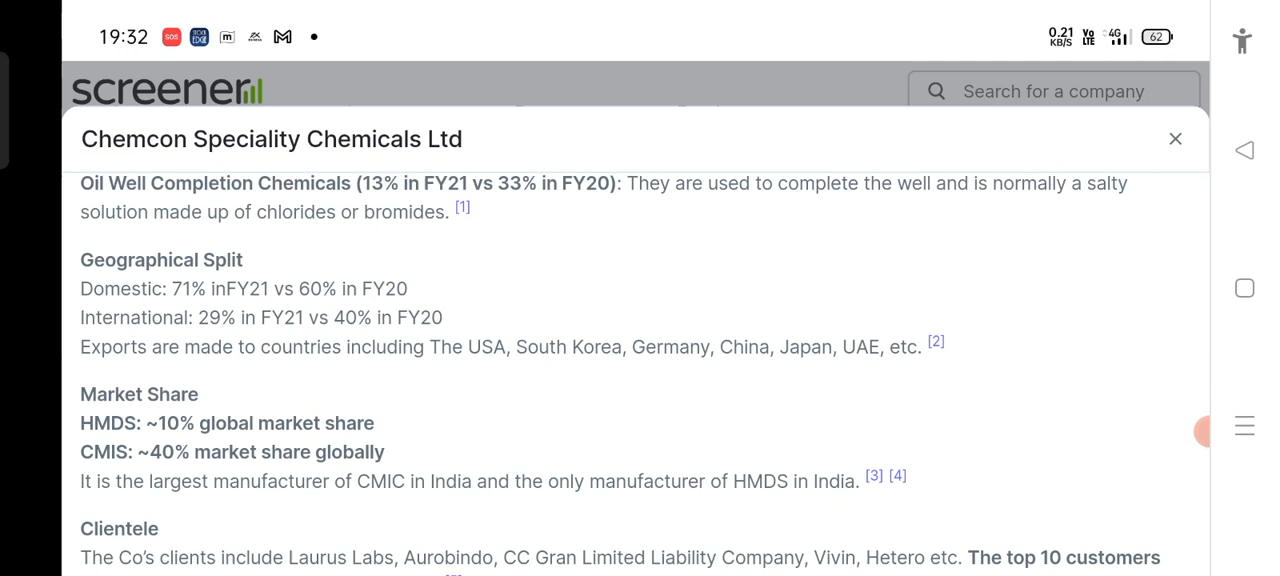 19:32
SOS
0.21 KB/S Vo LTE 4G 62
screener
Search for a company
Chemcon Speciality Chemicals Ltd
Oil Well Completion Chemicals (13% in FY21 vs 33% in FY20): They are used to complete the well and is normally a salty
solution made up of chlorides or bromides. [1]
Geographical Split
Domestic: 71% inFY21 vs 60% in FY20
International: 29% in FY21 vs 40% in FY20
Exports are made to countries including The USA, South Korea, Germany, China, Japan, UAE, etc. [2]
Market Share
HMDS: ~10% global market share
CMIS: ~40% market share globally
It is the largest manufacturer of CMIC in India and the only manufacturer of HMDS in India. [3] [4]
Clientele
The Co’s clients include Laurus Labs, Aurobindo, CC Gran Limited Liability Company, Vivin, Hetero etc. The top 10 customers